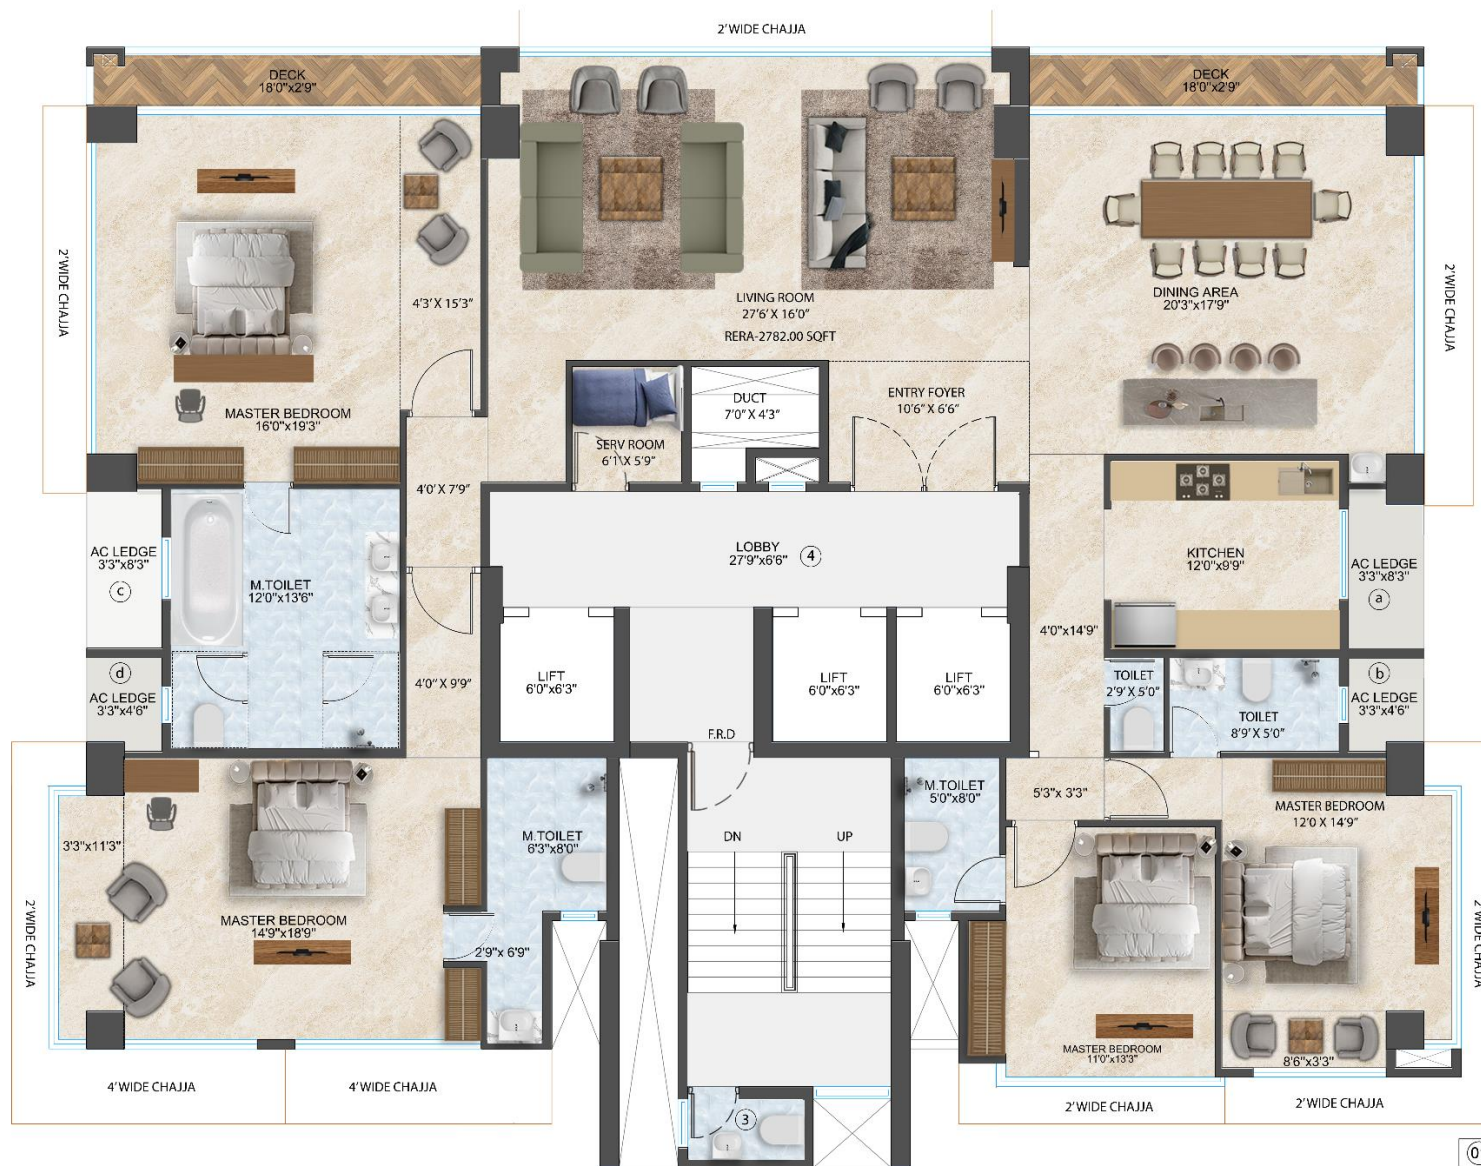 2'WIDE CHAJJA
DECK
18'0"x2'9"
DECK
18'0"x2'9"
2'WIDE CHAJJA
4'3' X 15'3"
LIVING ROOM
27'6' X 16'0"
RERA-2782.00 SQFT
DINING AREA
20'3"x17'9"
2'WIDE CHAJJA
MASTER BEDROOM
16'0"x19'3"
DUCT
7'0" X 4'3"
ENTRY FOYER
10'6" X 6'6"
SERV ROOM
6'1' X 5'9"
4'0' X 7'9"
AC LEDGE
3'3"x8'3"
c
M.TOILET
12'0"x13'6"
LOBBY
27'9"x6'6"
4
KITCHEN
12'0"x9'9"
AC LEDGE
3'3"x8'3"
a
4'0"x14'9"
d
AC LEDGE
3'3"x4'6"
4'0" X 9'9"
LIFT
6'0"x6'3"
LIFT
6'0"x6'3"
LIFT
6'0"x6'3"
TOILET
2'9' X 5'0"
TOILET
8'9' X 5'0"
b
AC LEDGE
3'3"x4'6"
F.R.D
3'3"x11'3"
M.TOILET
6'3"x8'0"
DN
UP
M.TOILET
5'0"x8'0"
5'3"x 3'3"
MASTER BEDROOM
12'0 X 14'9"
2'WIDE CHAJJA
MASTER BEDROOM
14'9"x18'9"
2'9"x 6'9"
2'WIDE CHAJJA
MASTER BEDROOM
11'0"x13'3"
8'6"x3'3"
4'WIDE CHAJJA
4'WIDE CHAJJA
3
2'WIDE CHAJJA
2'WIDE CHAJJA